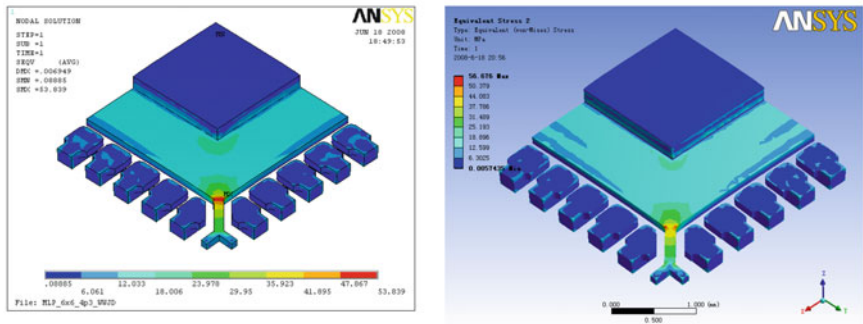 1
NODAL SOLUTION
STEP=1
SUB =1
TIME=1
SEQV (AVG)
DMX =.006949
SMN =.08885
SMX =53.839
ANSYS
JUN 18 2008
18:49:53
MN
MX
.08885
6.061
12.033
18.006
23.978
29.95
35.923
41.895
47.867
53.839
File: MLP_6x6_4p3_WWJD
Equivalent Stress 2
Type: Equivalent (von-Mises) Stress
Unit: MPa
Time: 1
2008-6-18 20:56
ANSYS
56.676 Max
50.379
44.083
37.786
31.489
25.193
18.896
12.599
6.3025
0.0057435
0.000
1.000 (mm)
0.500
Z
X
Y